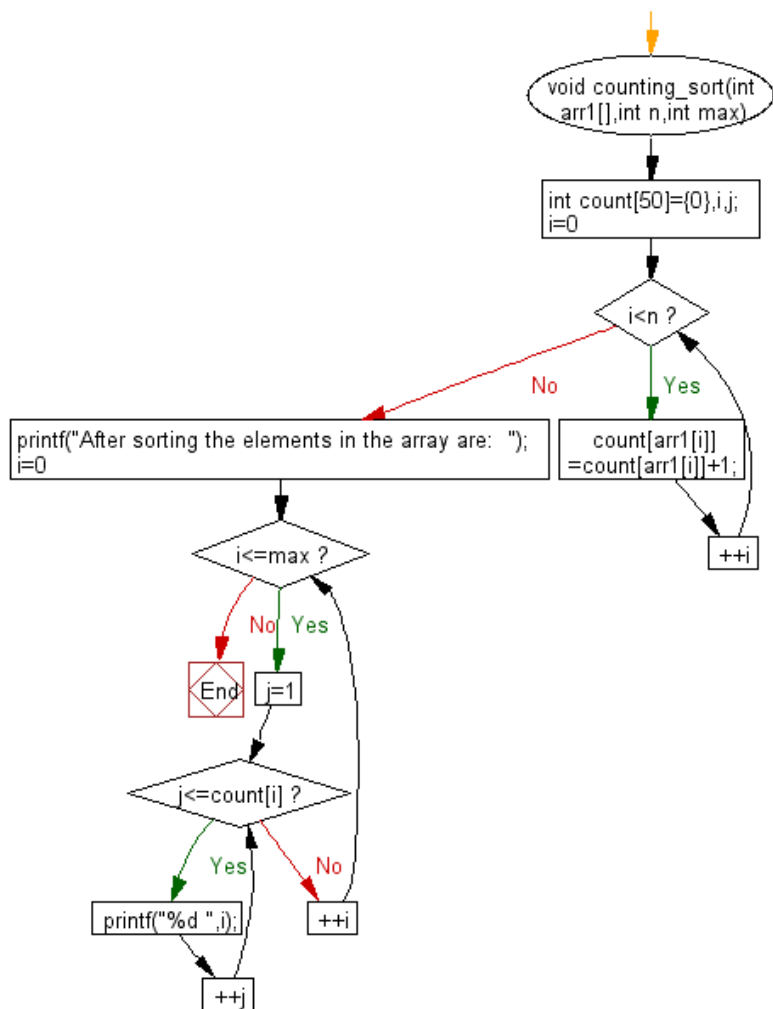 void counting_sort(int
arr1[],int n,int max)
int count[50]={0},i,j;
i=0
i<n ?
No
Yes
printf("After sorting the elements in the array are:  ");
i=0
count[arr1[i]]
=count[arr1[i]]+1;
++i
i<=max ?
No
Yes
End
j=1
j<=count[i] ?
Yes
No
printf("%d ",i);
++i
++j